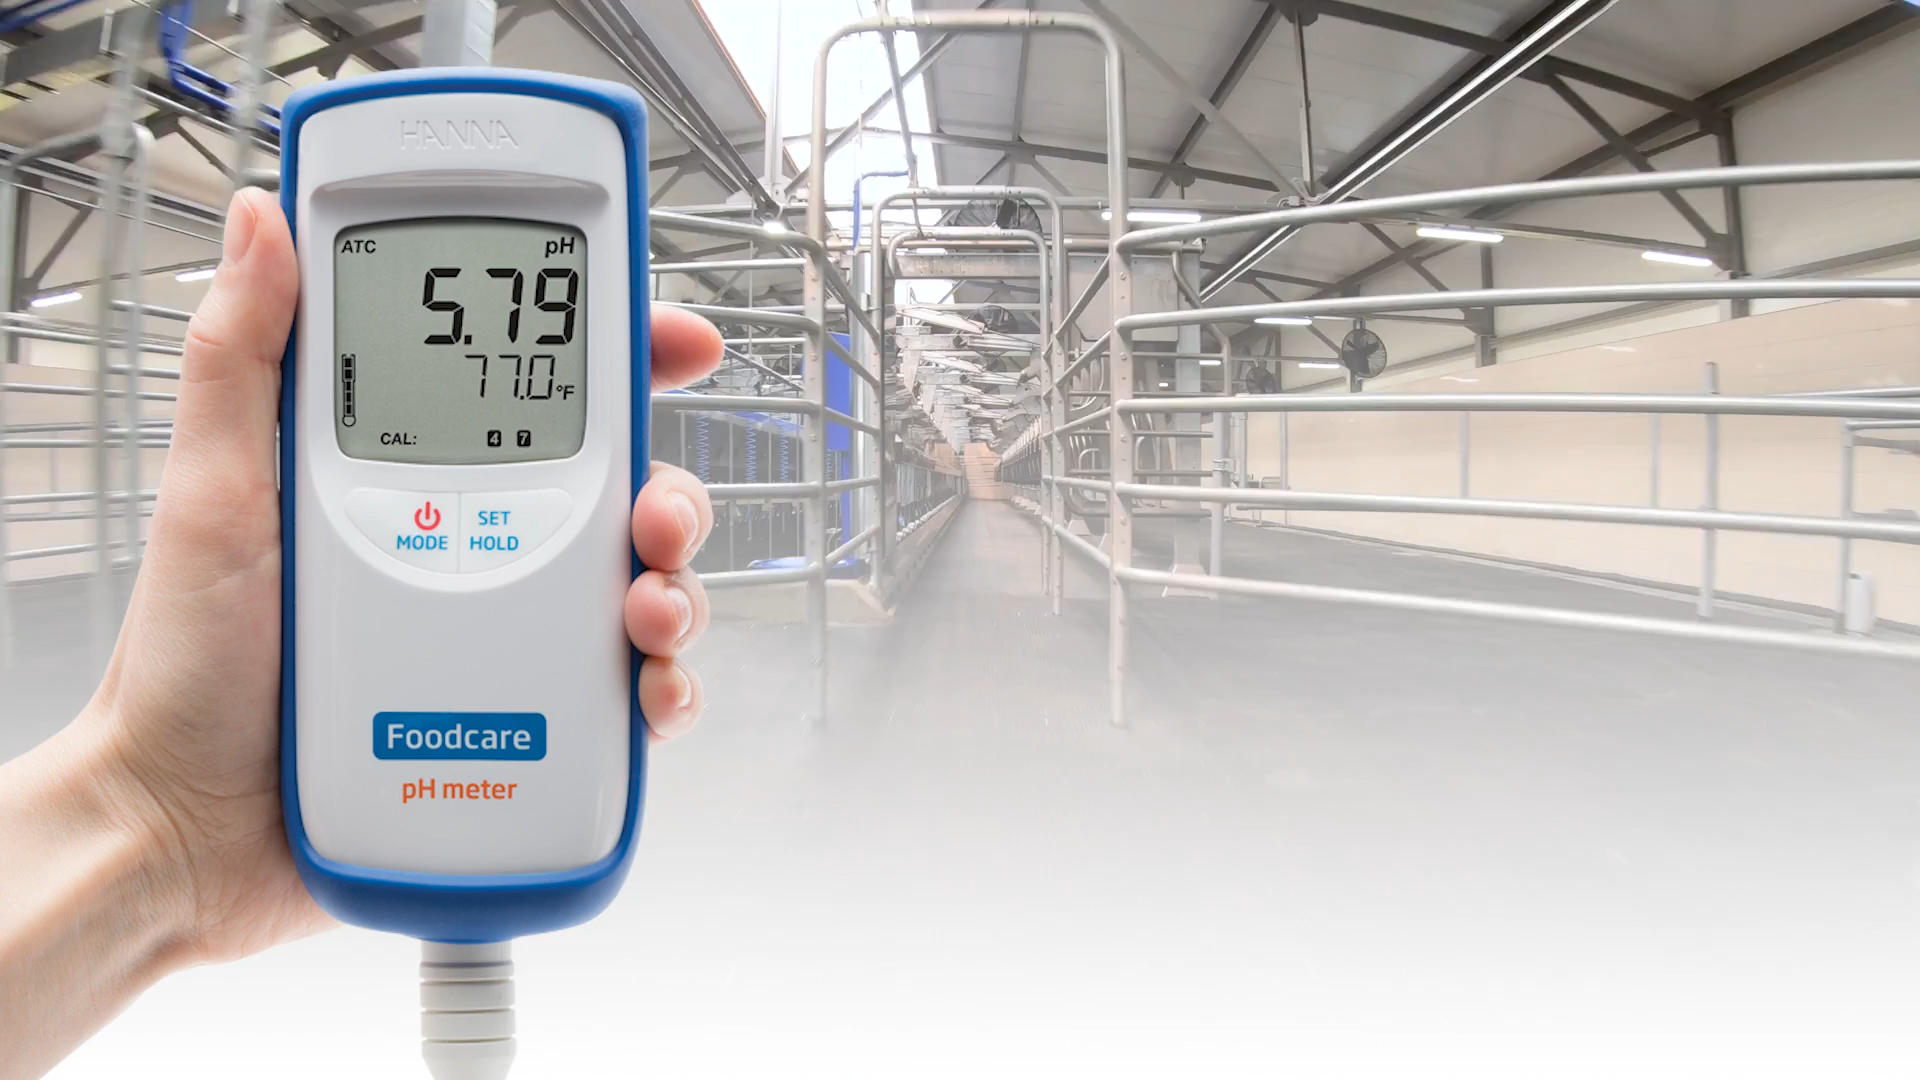 HANNA
ATC pH
5.79
77.0°F
CAL: 4 7
MODE
SET
HOLD
Foodcare
pH meter